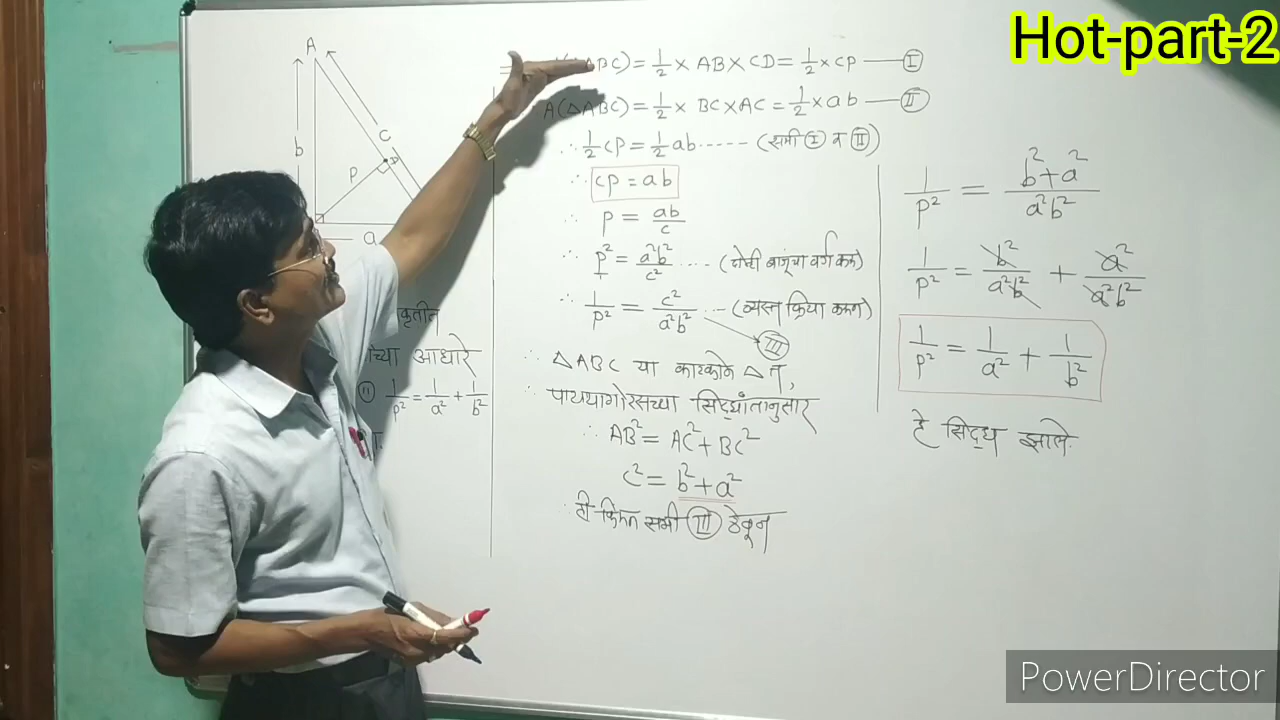 Hot-part-2
A
b
c
P
D
a
कृतीत
च्या आधारे
II 1/p² = 1/a² + 1/b²
BC) = 1/2 × AB × CD = 1/2 × cp —— I
A(△ABC) = 1/2 × BC × AC = 1/2 × ab —— II
∴ 1/2 cp = 1/2 ab ..... (समी I व II)
∴ cp = ab
∴ p = ab/c
∴ p² = a²b²/c² .... (दोन्ही बाजूंचा वर्ग करून)
∴ 1/p² = c²/a²b² ... (व्यस्त क्रिया करून)
III
∴ △ABC या काटकोन △ त,
∴ पायथागोरसच्या सिद्धांतानुसार
∴ AB² = AC² + BC²
c² = b² + a²
∴ ही किंमत समी III ठेवून
1/p² = b² + a²/a²b²
1/p² = b²/a²b² + a²/a²b²
1/p² = 1/a² + 1/b²
हे सिद्ध झाले.
PowerDirector